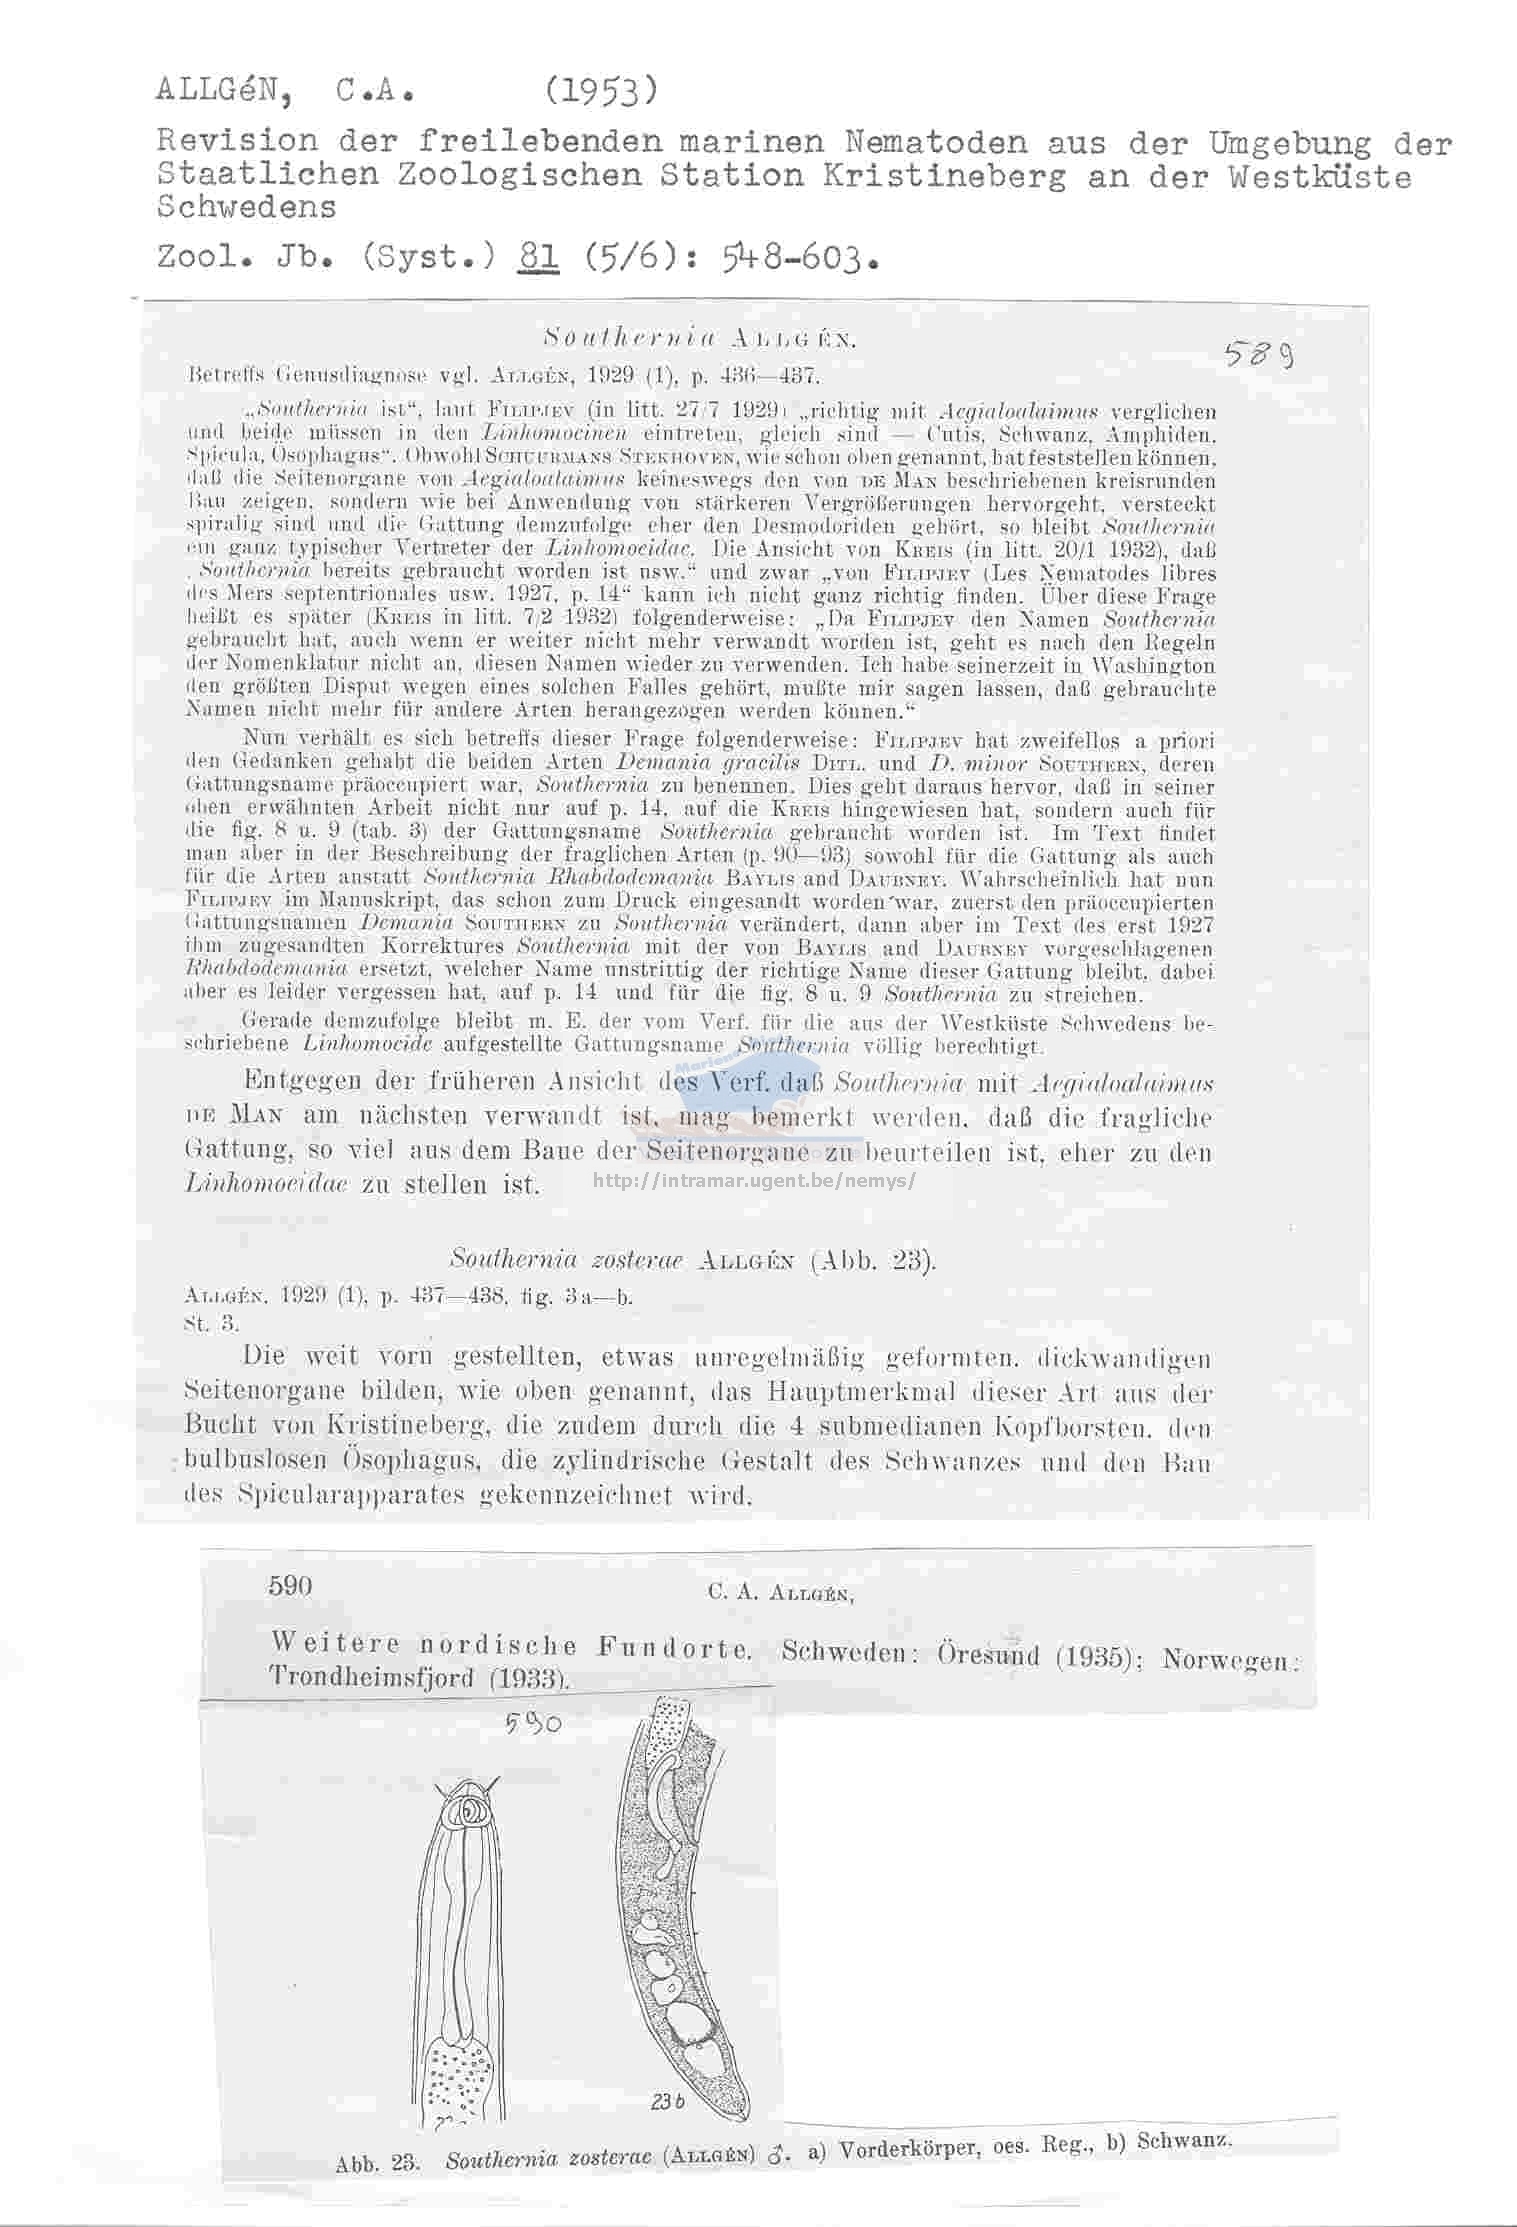 ALLGéN, C.A. (1953)
Revision der freilebenden marinen Nematoden aus der Umgebung der
Staatlichen Zoologischen Station Kristineberg an der Westküste
Schwedens
Zool. Jb. (Syst.) 81 (5/6): 548-603.
Southernia ALLGÉN.
589
Betreffs Genusdiagnose vgl. ALLGÉN, 1929 (1), p. 436—437.
„Southernia ist“, laut FILIPJEV (in litt. 27/7 1929) „richtig mit Aegialoalaimus verglichen
und beide müssen in den Linhomoeinen eintreten, gleich sind — Cutis, Schwanz, Amphiden,
Spicula, Ösophagus“. Obwohl SCHUURMANS STEKHOVEN, wie schon oben genannt, hat feststellen können,
daß die Seitenorgane von Aegialoalaimus keineswegs den von DE MAN beschriebenen kreisrunden
Bau zeigen, sondern wie bei Anwendung von stärkeren Vergrößerungen hervorgeht, versteckt
spiralig sind und die Gattung demzufolge eher den Desmodoriden gehört, so bleibt Southernia
ein ganz typischer Vertreter der Linhomoeidae. Die Ansicht von KREIS (in litt. 20/1 1932), daß
„Southernia bereits gebraucht worden ist usw.“ und zwar „von FILIPJEV (Les Nematodes libres
des Mers septentrionales usw. 1927, p. 14“ kann ich nicht ganz richtig finden. Über diese Frage
heißt es später (KREIS in litt. 7/2 1932) folgenderweise: „Da FILIPJEV den Namen Southernia
gebraucht hat, auch wenn er weiter nicht mehr verwandt worden ist, geht es nach den Regeln
der Nomenklatur nicht an, diesen Namen wieder zu verwenden. Ich habe seinerzeit in Washington
den größten Disput wegen eines solchen Falles gehört, mußte mir sagen lassen, daß gebrauchte
Namen nicht mehr für andere Arten herangezogen werden können.“
Nun verhält es sich betreffs dieser Frage folgenderweise: FILIPJEV hat zweifellos a priori
den Gedanken gehabt die beiden Arten Demania gracilis DITL. und D. minor SOUTHERN, deren
Gattungsname präoccupiert war, Southernia zu benennen. Dies geht daraus hervor, daß in seiner
oben erwähnten Arbeit nicht nur auf p. 14, auf die KREIS hingewiesen hat, sondern auch für
die fig. 8 u. 9 (tab. 3) der Gattungsname Southernia gebraucht worden ist. Im Text findet
man aber in der Beschreibung der fraglichen Arten (p. 90—93) sowohl für die Gattung als auch
für die Arten anstatt Southernia Rhabdodemania BAYLIS and DAUBNEY. Wahrscheinlich hat nun
FILIPJEV im Manuskript, das schon zum Druck eingesandt worden war, zuerst den präoccupierten
Gattungsnamen Demania SOUTHERN zu Southernia verändert, dann aber im Text des erst 1927
ihm zugesandten Korrektures Southernia mit der von BAYLIS and DAUBNEY vorgeschlagenen
Rhabdodemania ersetzt, welcher Name unstrittig der richtige Name dieser Gattung bleibt, dabei
aber es leider vergessen hat, auf p. 14 und für die fig. 8 u. 9 Southernia zu streichen.
Gerade demzufolge bleibt m. E. der vom Verf. für die aus der Westküste Schwedens be-
schriebene Linhomoeide aufgestellte Gattungsname Southernia völlig berechtigt.
Entgegen der früheren Ansicht des Verf. daß Southernia mit Aegialoalaimus
DE MAN am nächsten verwandt ist, mag bemerkt werden, daß die fragliche
Gattung, so viel aus dem Baue der Seitenorgane zu beurteilen ist, eher zu den
Linhomoeidae zu stellen ist.
http://intramar.ugent.be/nemys/
Southernia zosterae ALLGÉN (Abb. 23).
ALLGÉN, 1929 (1), p. 437—438, fig. 3a—b.
St. 3.
Die weit vorn gestellten, etwas unregelmäßig geformten, dickwandigen
Seitenorgane bilden, wie oben genannt, das Hauptmerkmal dieser Art aus der
Bucht von Kristineberg, die zudem durch die 4 submedianen Kopfborsten, den
bulbuslosen Ösophagus, die zylindrische Gestalt des Schwanzes und den Bau
des Spicularapparates gekennzeichnet wird.
590 C. A. ALLGÉN,
Weitere nordische Fundorte. Schweden: Öresund (1935); Norwegen:
Trondheimsfjord (1933).
590
23 b
Abb. 23. Southernia zosterae (ALLGÉN) ♂. a) Vorderkörper, oes. Reg., b) Schwanz.